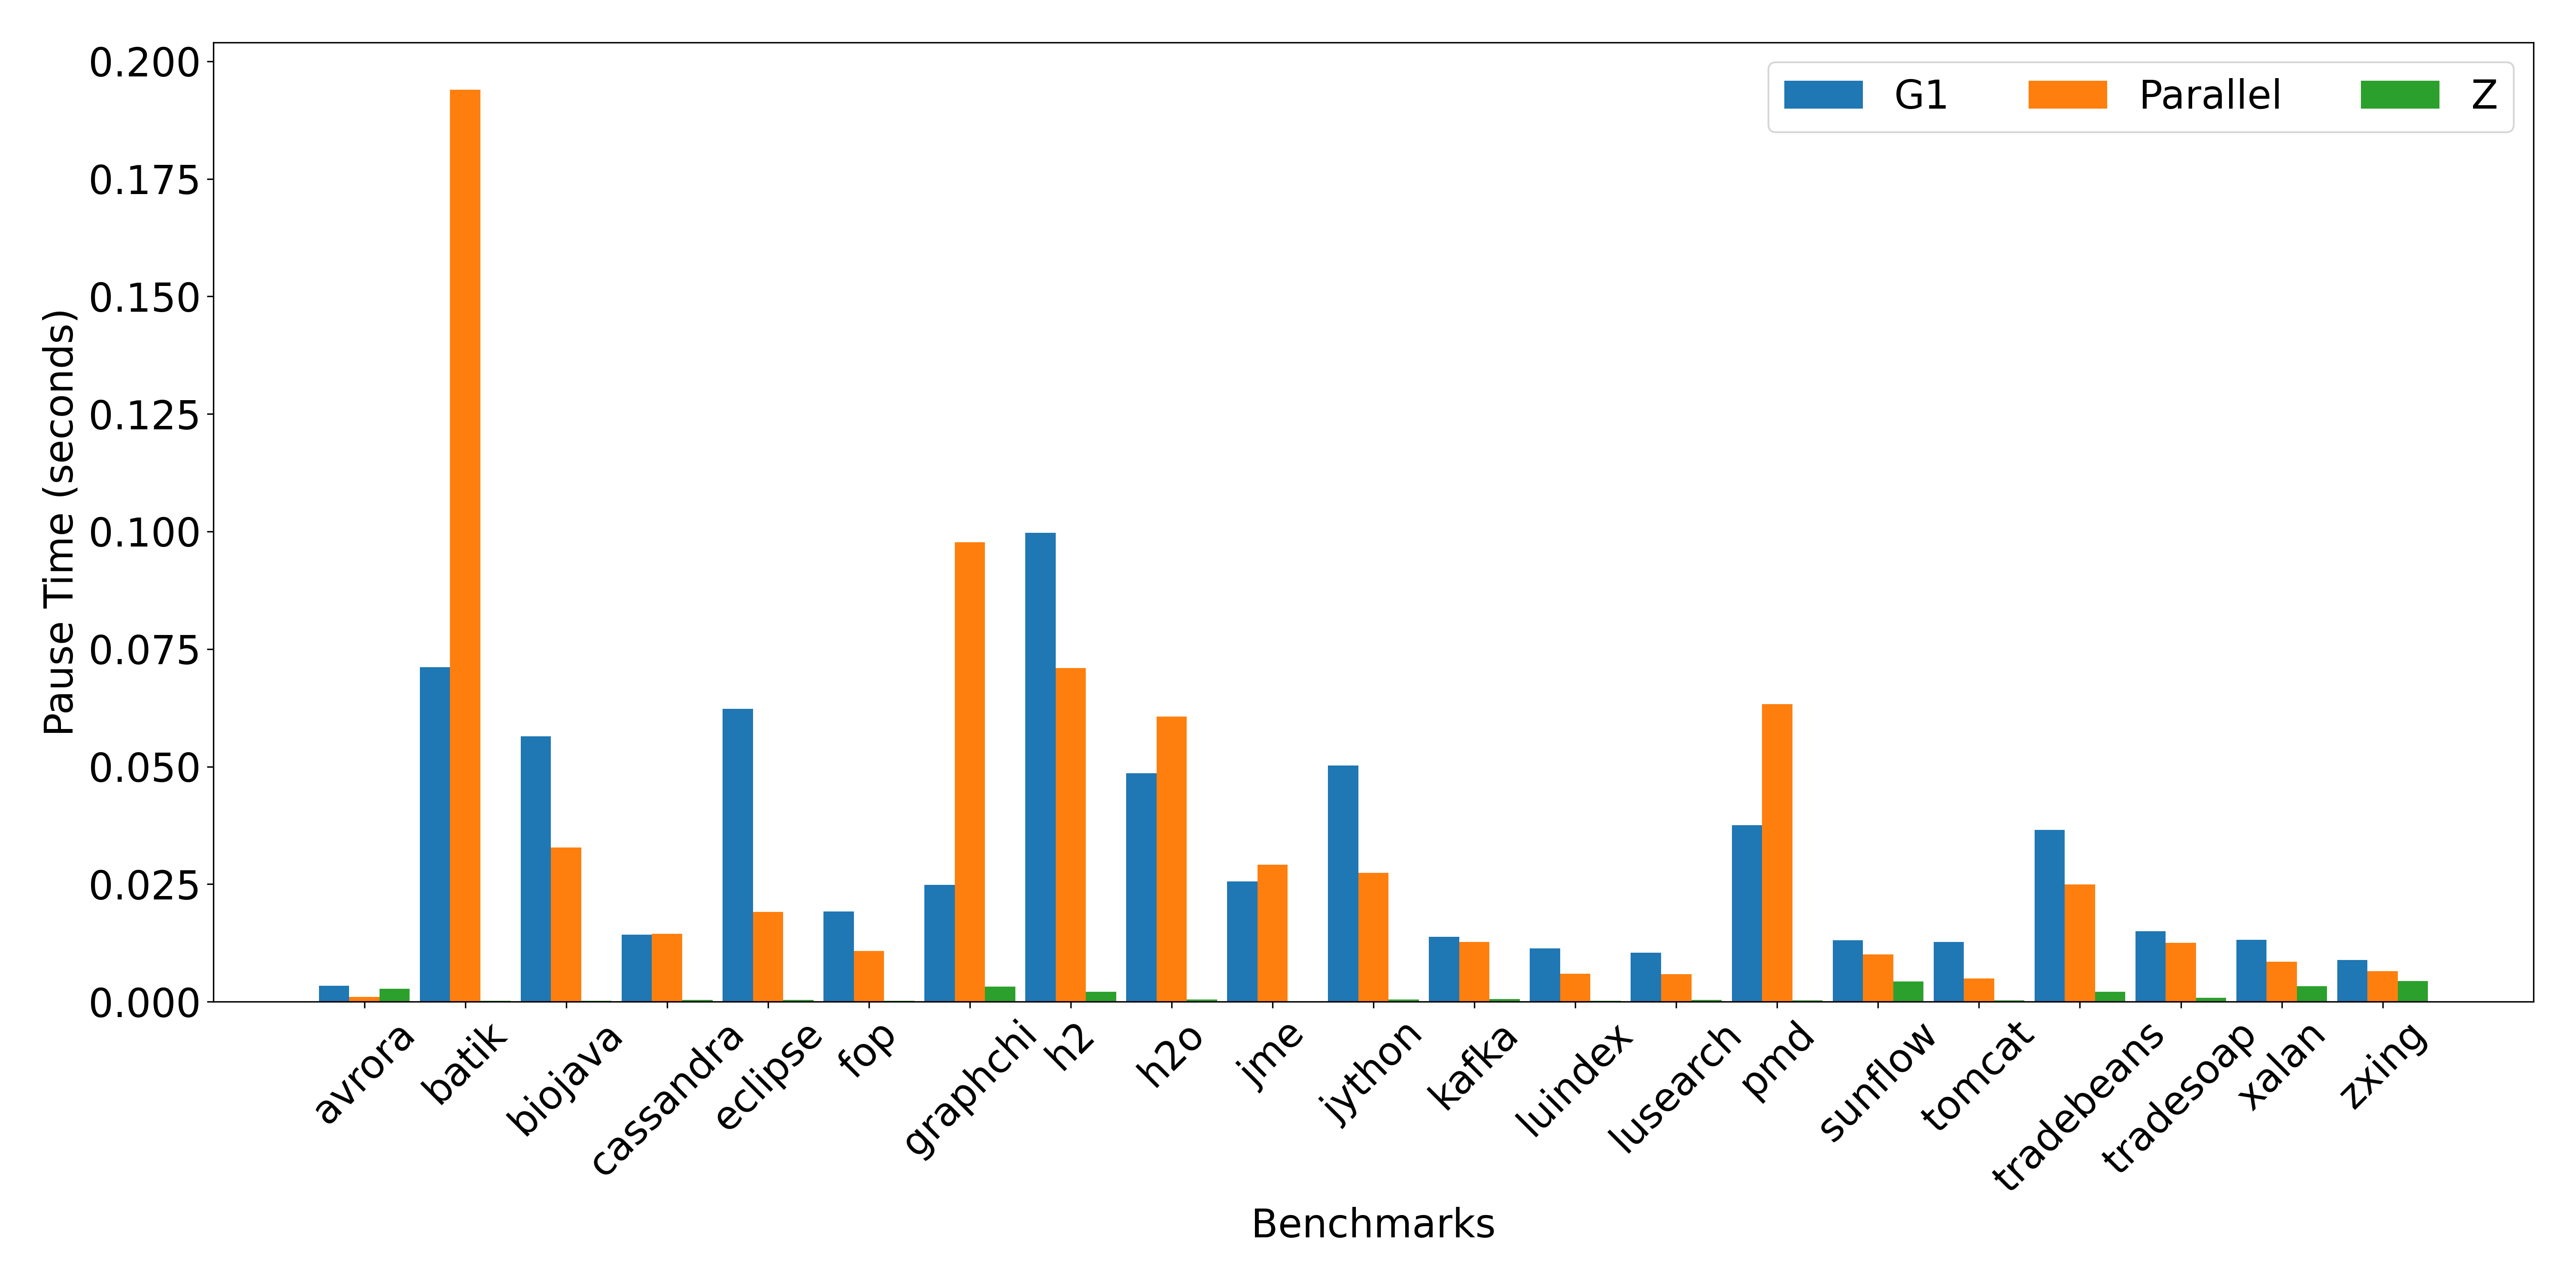 G1 Parallel Z
Pause Time (seconds)
0.200
0.175
0.150
0.125
0.100
0.075
0.050
0.025
0.000
avrora
batik
biojava
cassandra
eclipse
fop
graphchi
h2
h2o
jme
jython
kafka
luindex
lusearch
pmd
sunflow
tomcat
tradebeans
tradesoap
xalan
zxing
Benchmarks